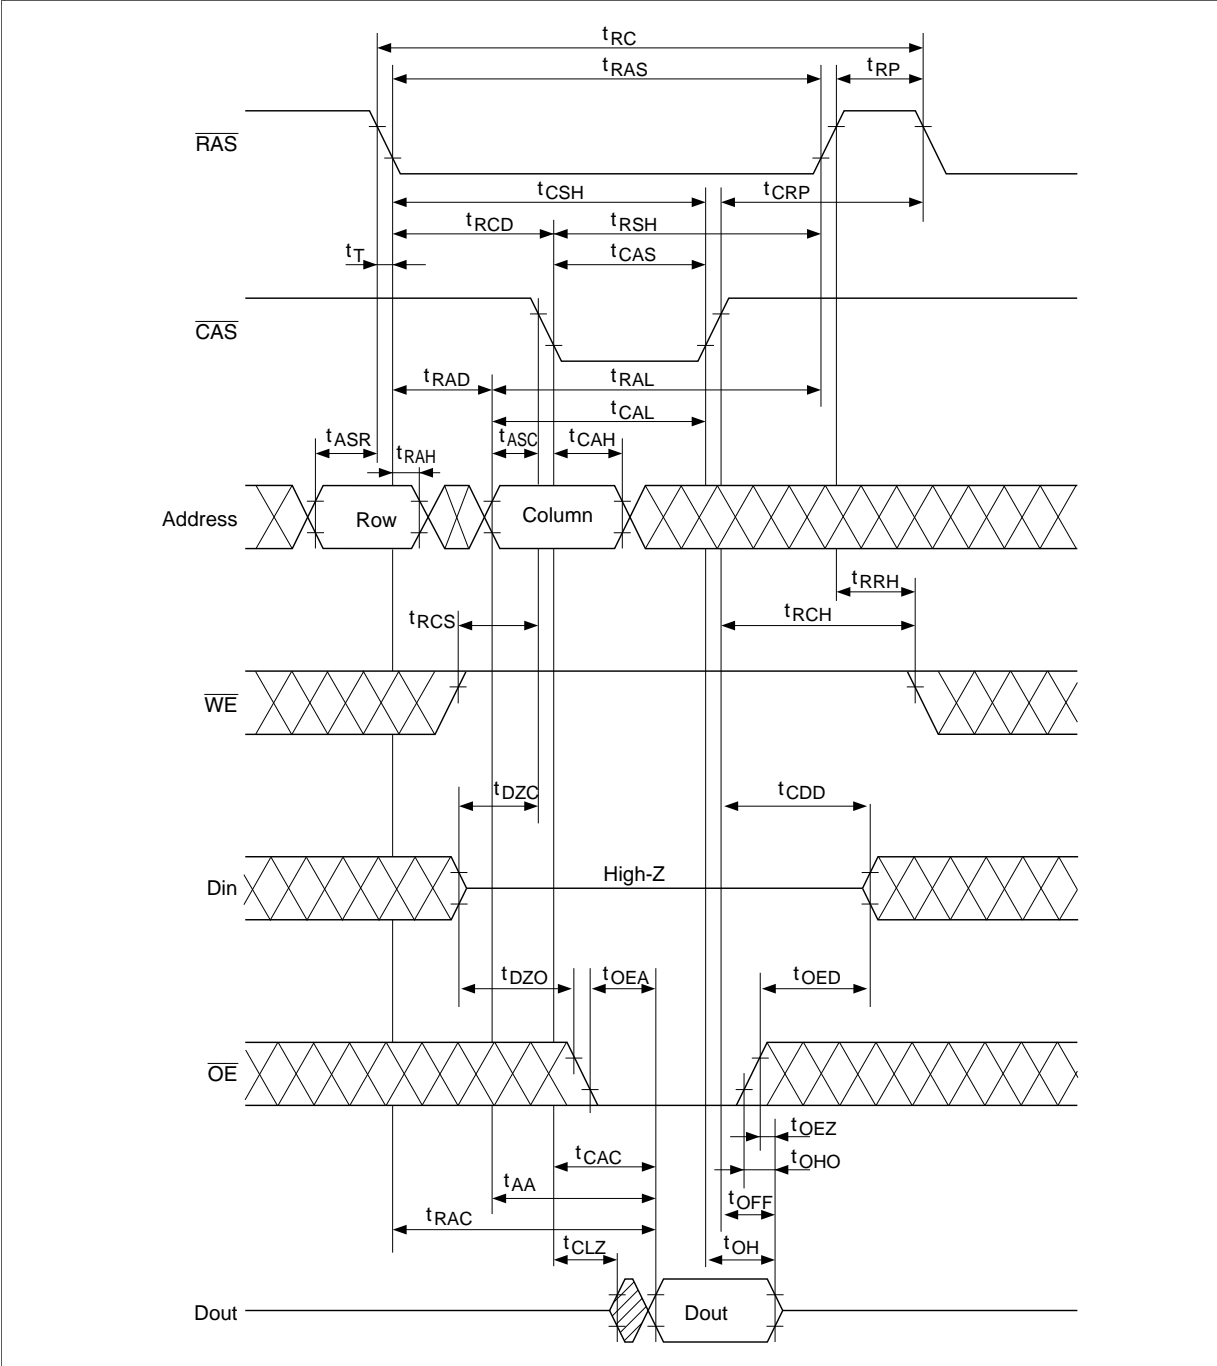 tRC
tRAS
tRP
RAS
tCSH
tCRP
tRCD
tRSH
tT
tCAS
CAS
tRAD
tRAL
tCAL
tASR
tRAH
tASC
tCAH
Address
Row
Column
tRRH
tRCS
tRCH
WE
tDZC
tCDD
Din
High-Z
tDZO
tOEA
tOED
OE
tOEZ
tCAC
tOHO
tAA
tOFF
tRAC
tCLZ
tOH
Dout
Dout